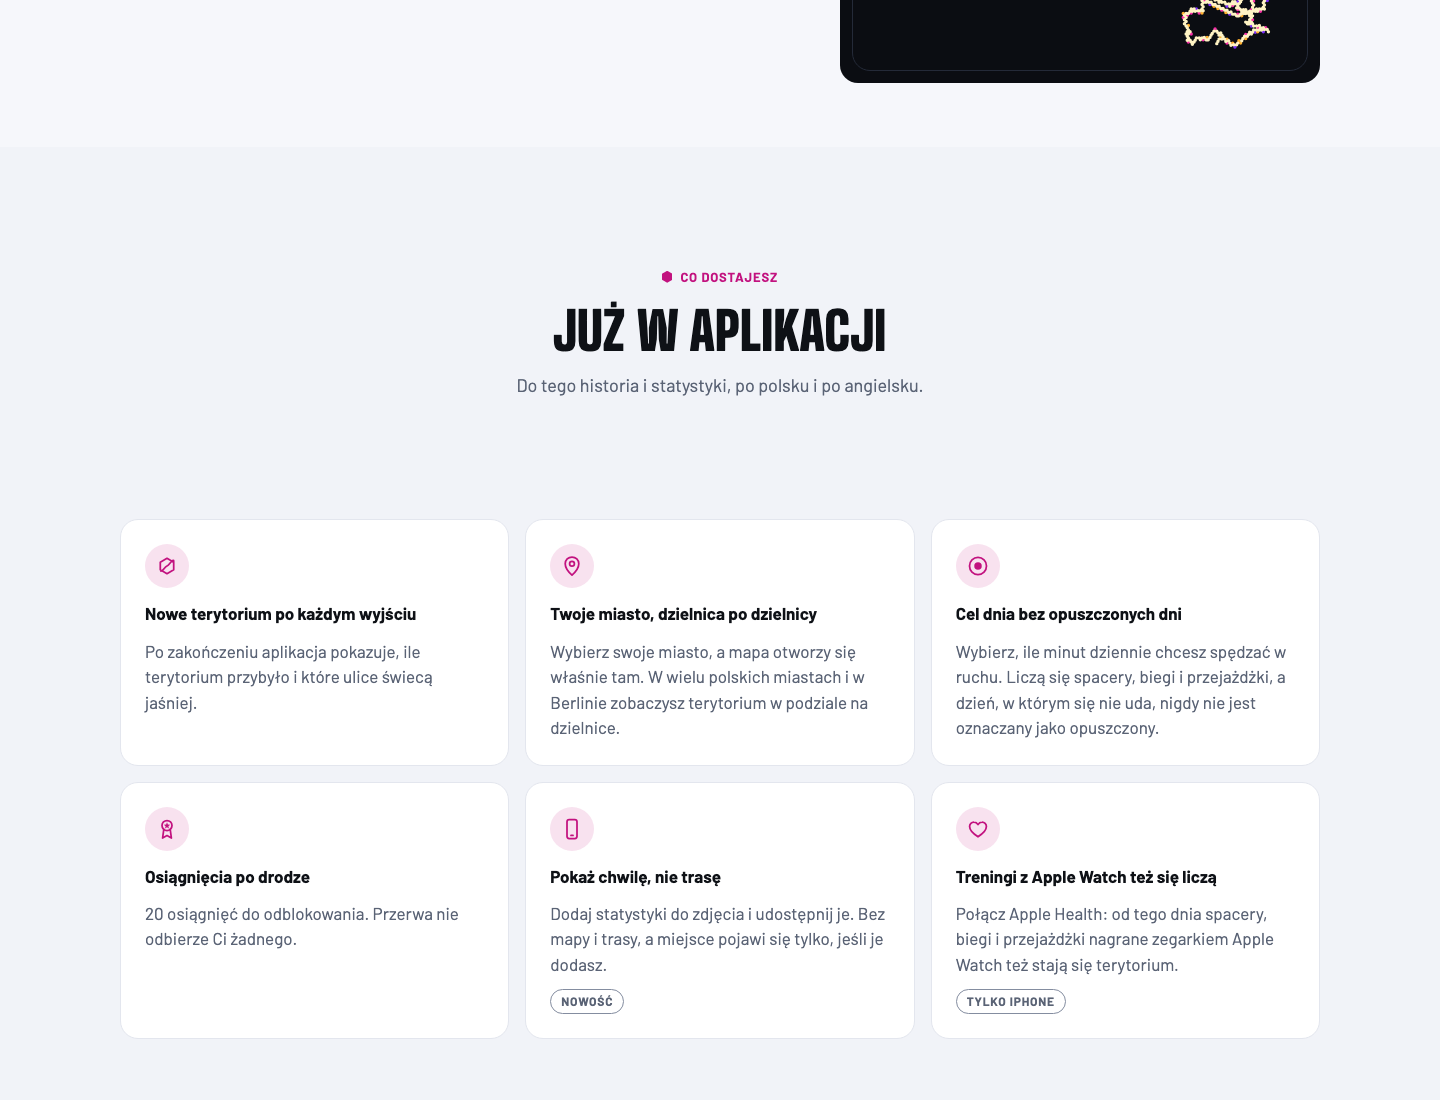 CO DOSTAJESZ
JUŻ W APLIKACJI
Do tego historia i statystyki, po polsku i po angielsku.
Nowe terytorium po każdym wyjściu
Po zakończeniu aplikacja pokazuje, ile
terytorium przybyło i które ulice świecą
jaśniej.
Twoje miasto, dzielnica po dzielnicy
Wybierz swoje miasto, a mapa otworzy się
właśnie tam. W wielu polskich miastach i w
Berlinie zobaczysz terytorium w podziale na
dzielnice.
Cel dnia bez opuszczonych dni
Wybierz, ile minut dziennie chcesz spędzać w
ruchu. Liczą się spacery, biegi i przejażdżki, a
dzień, w którym się nie uda, nigdy nie jest
oznaczany jako opuszczony.
Osiągnięcia po drodze
20 osiągnięć do odblokowania. Przerwa nie
odbierze Ci żadnego.
Pokaż chwilę, nie trasę
Dodaj statystyki do zdjęcia i udostępnij je. Bez
mapy i trasy, a miejsce pojawi się tylko, jeśli je
dodasz.
NOWOŚĆ
Treningi z Apple Watch też się liczą
Połącz Apple Health: od tego dnia spacery,
biegi i przejażdżki nagrane zegarkiem Apple
Watch też stają się terytorium.
TYLKO IPHONE